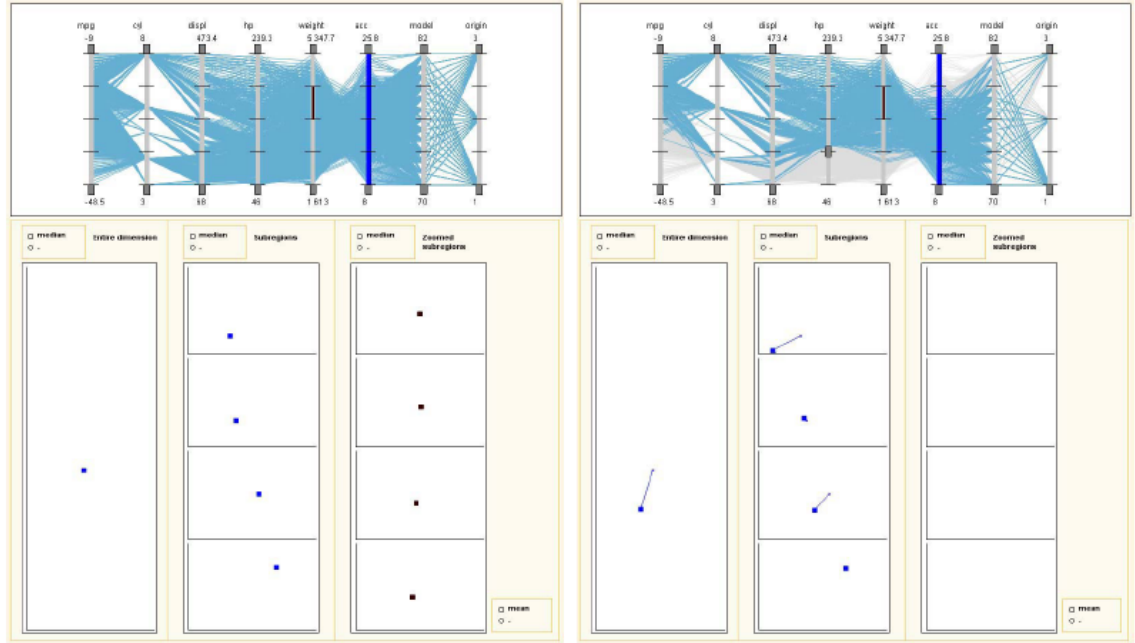 mpg cyl displ hp weight acc model origin
-9 8 473.4 239.3 5 347.7 25.8 82 3
-48.5 3 68 46 1 613 8 70 1
median
-
Entire dimension
median
-
Subregions
median
-
Zoomed
subregions
mean
-
mpg cyl displ hp weight acc model origin
-9 8 473.4 239.3 5 347.7 25.8 82 3
-48.5 3 68 46 1 613 8 70 1
median
-
Entire dimension
median
-
Subregions
median
-
Zoomed
subregions
mean
-